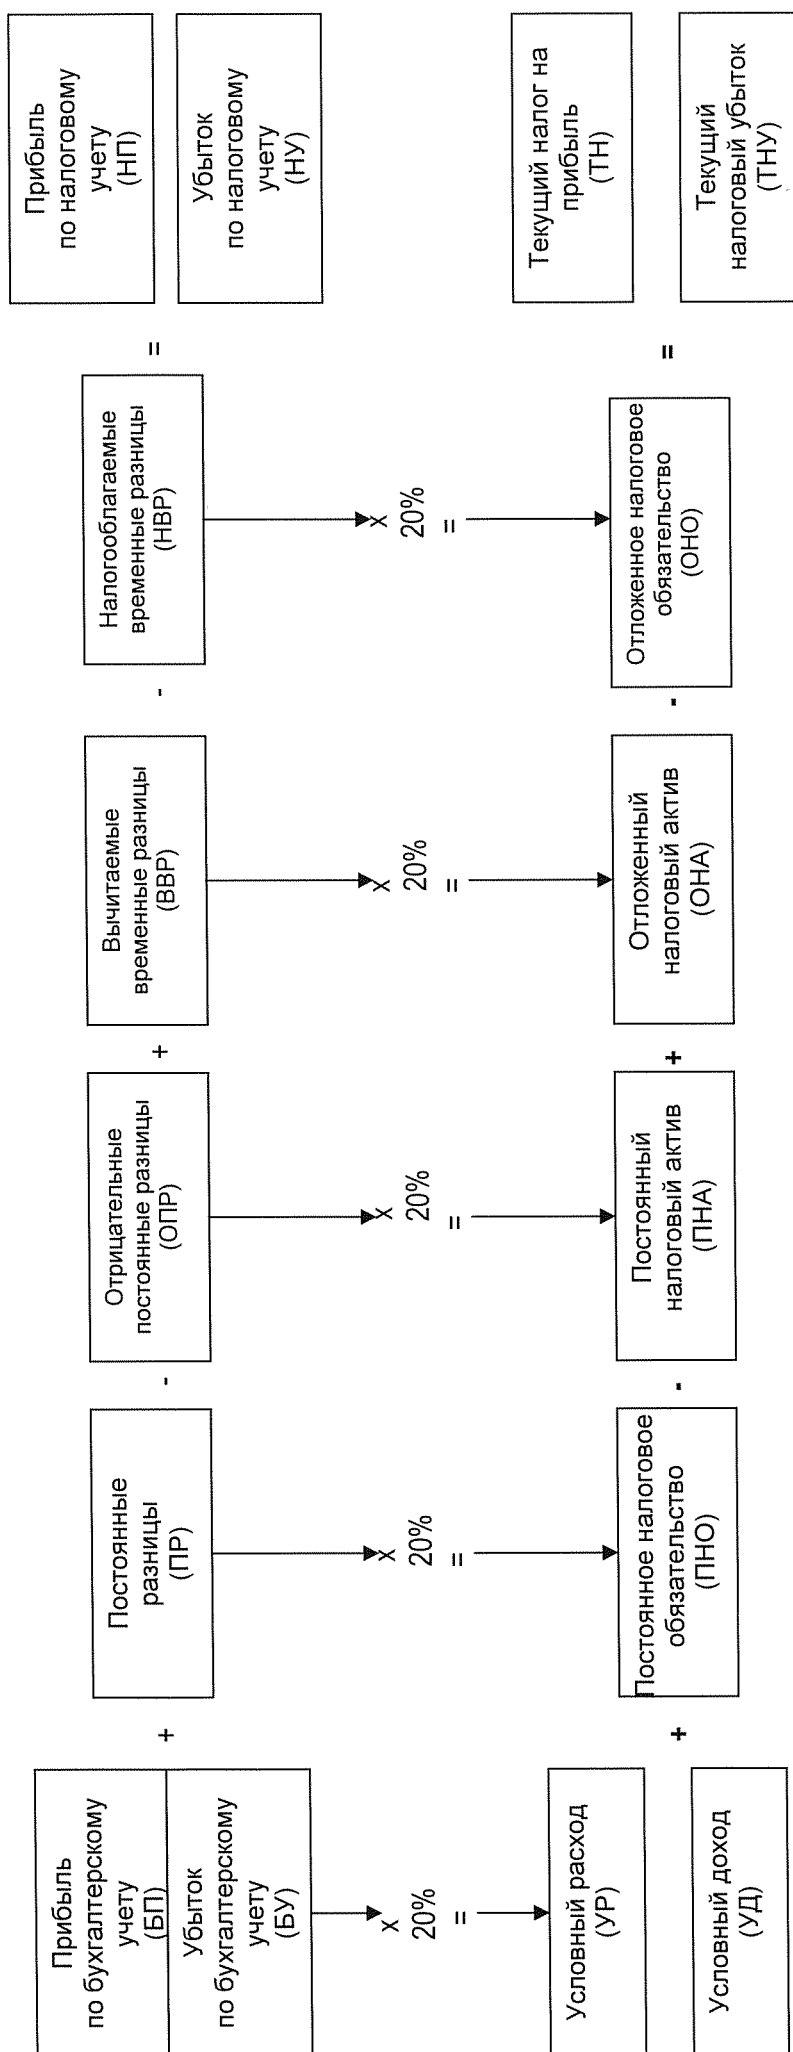 Прибыль
по бухгалтерскому
учету
(БП)
Убыток
по бухгалтерскому
учету
(БУ)
+
Постоянные
разницы
(ПР)
-
Отрицательные
постоянные разницы
(ОПР)
+
Вычитаемые
временные разницы
(ВВР)
-
Налогооблагаемые
временные разницы
(НВР)
=
Прибыль
по налоговому
учету
(НП)
Убыток
по налоговому
учету
(НУ)
х
20%
=
х
20%
=
х
20%
=
х
20%
=
х
20%
=
Условный расход
(УР)
Условный доход
(УД)
+
Постоянное налоговое
обязательство
(ПНО)
-
Постоянный
налоговый актив
(ПНА)
+
Отложенный
налоговый актив
(ОНА)
-
Отложенное налоговое
обязательство
(ОНО)
=
Текущий налог на
прибыль
(ТН)
Текущий
налоговый убыток
(ТНУ)